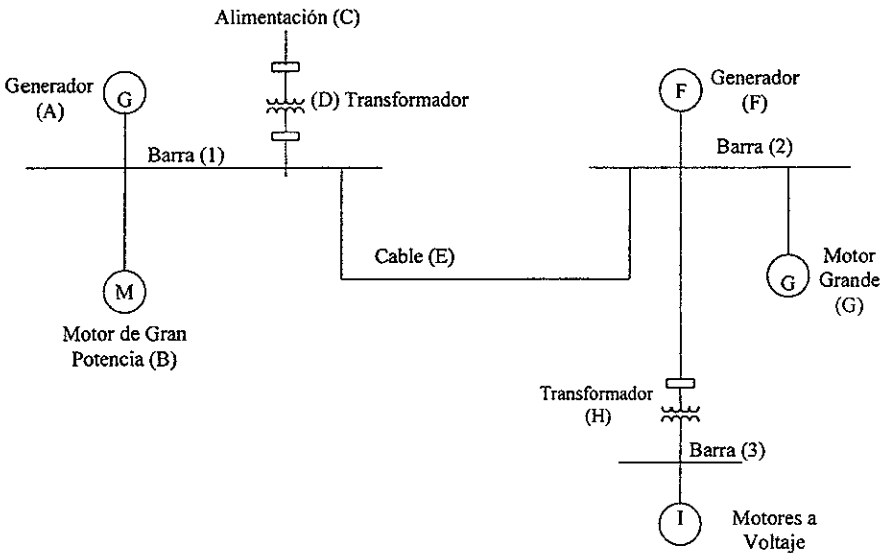 Alimentación (C)
Generador
(A)
G
(D) Transformador
Barra (1)
M
Motor de Gran
Potencia (B)
Cable (E)
F
Generador
(F)
Barra (2)
G
Motor
Grande
(G)
Transformador
(H)
Barra (3)
I
Motores a
Voltaje